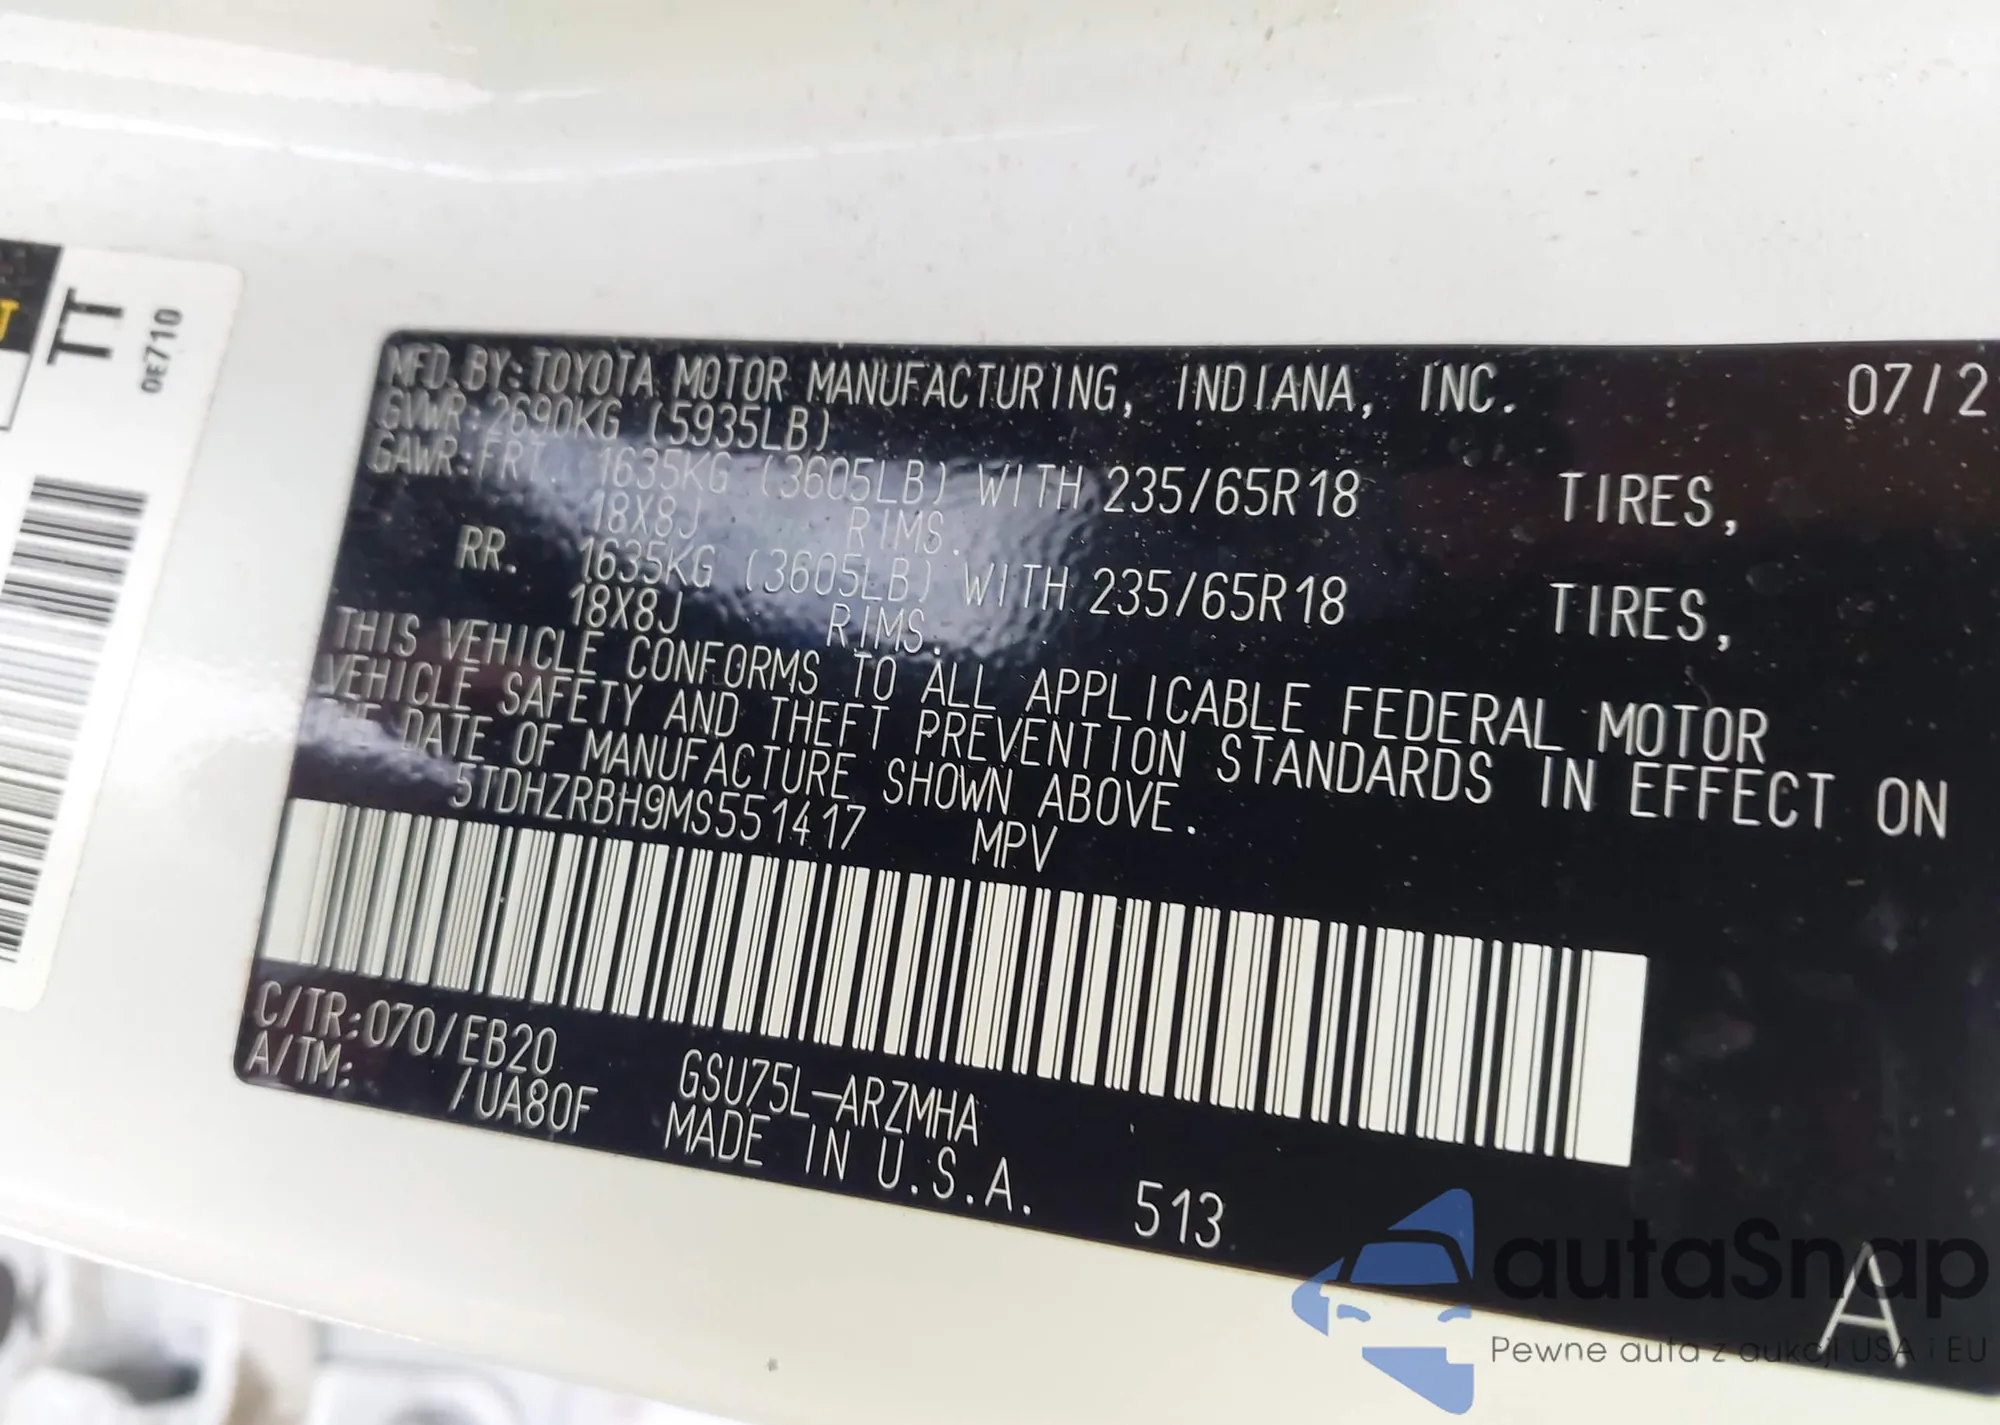 TT
0E710
MFD. BY: TOYOTA MOTOR MANUFACTURING, INDIANA, INC. 07/2
GVWR: 2690KG (5935LB)
GAWR: FRT. 1635KG (3605LB) WITH 235/65R18 TIRES,
18X8J RIMS.
RR. 1635KG (3605LB) WITH 235/65R18 TIRES,
18X8J RIMS.
THIS VEHICLE CONFORMS TO ALL APPLICABLE FEDERAL MOTOR
VEHICLE SAFETY AND THEFT PREVENTION STANDARDS IN EFFECT ON
THE DATE OF MANUFACTURE SHOWN ABOVE.
5TDHZRBH9MS551417 MPV
C/TR: 070/EB20 GSU75L-ARZMHA
A/TM: /UA80F MADE IN U.S.A. 513
A
autaSnap
Pewne auta z aukcji USA i EU